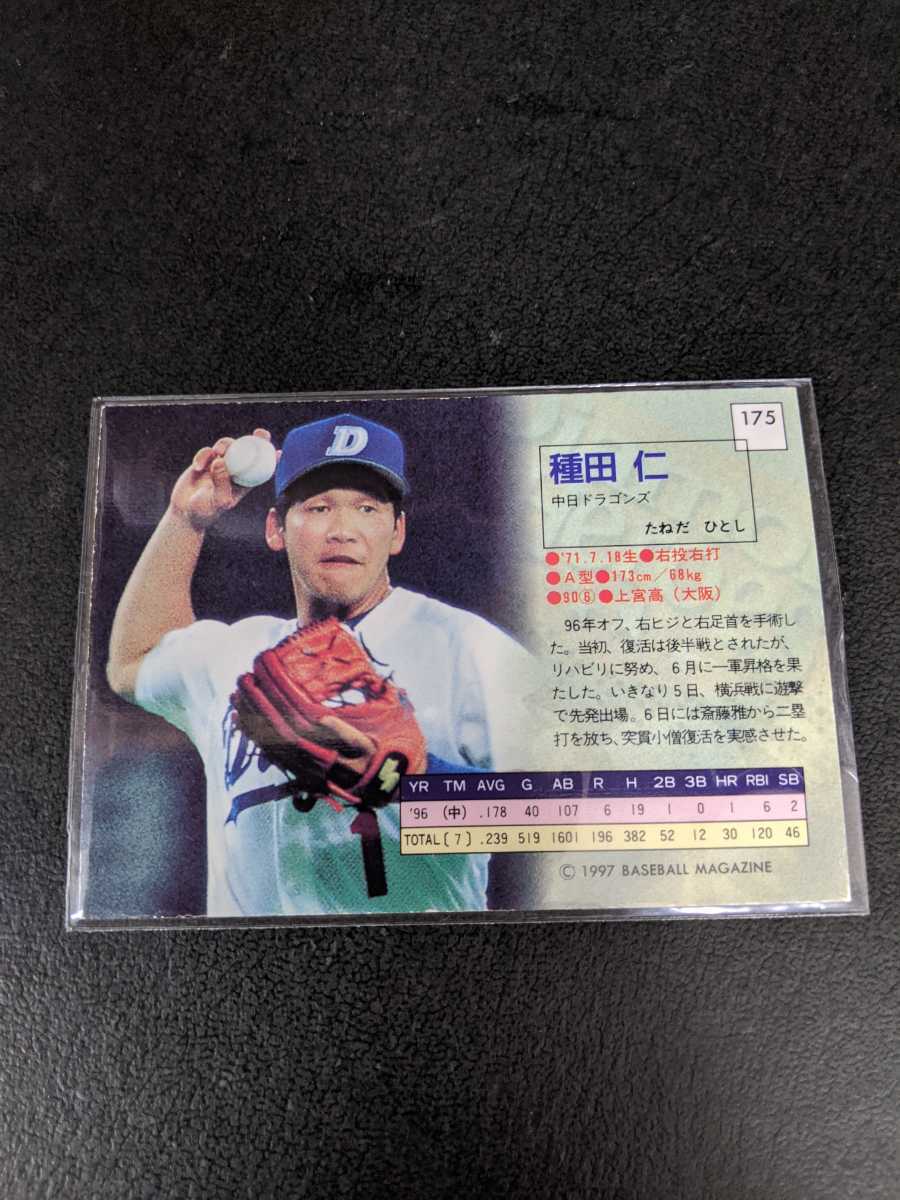 175
種田 仁
中日ドラゴンズ
たねだ ひとし
●'71.7.18生●右投右打
●A型●173cm/68kg
●90⑥●上宮高(大阪)
96年オフ、右ヒジと右足首を手術し
た。当初、復活は後半戦とされたが、
リハビリに努め、6月に一軍昇格を果
たした。いきなり5日、横浜戦に遊撃
で先発出場。6日には斎藤雅から二塁
打を放ち、突貫小僧復活を実感させた。
YR TM AVG G AB R H 2B 3B HR RBI SB
'96 (中) .178 40 107 6 19 1 0 1 6 2
TOTAL〔7〕 .239 519 1601 196 382 52 12 30 120 46
© 1997 BASEBALL MAGAZINE
D
1